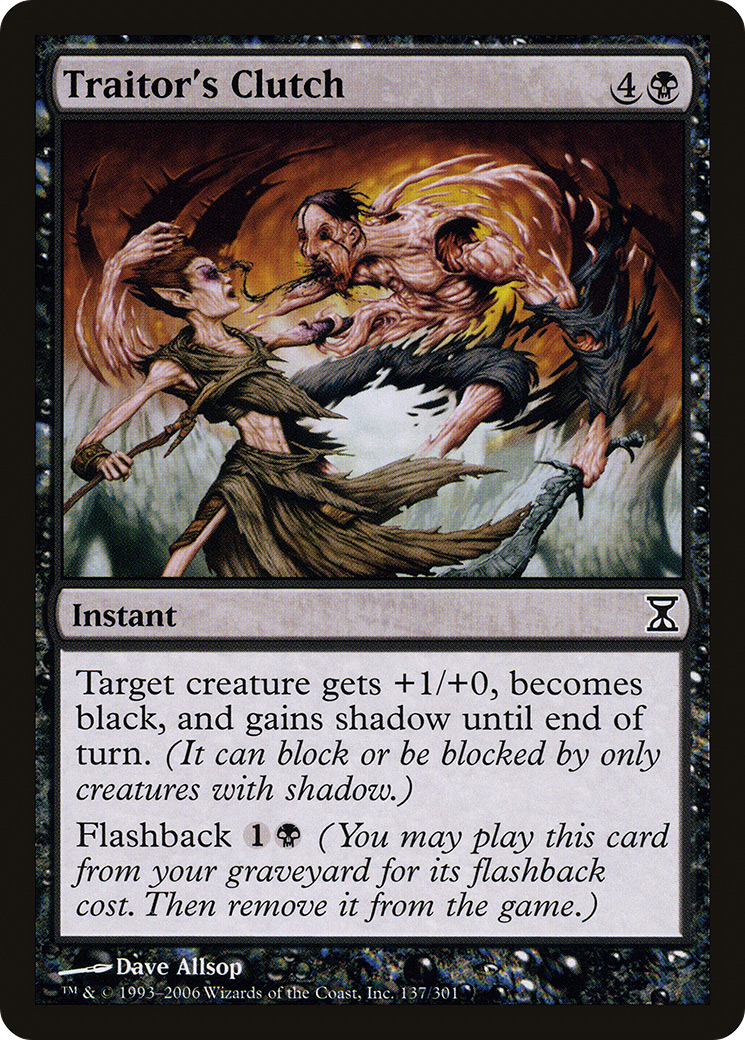 Traitor's Clutch 4
Instant
Target creature gets +1/+0, becomes
black, and gains shadow until end of
turn. (It can block or be blocked by only
creatures with shadow.)
Flashback 1 (You may play this card
from your graveyard for its flashback
cost. Then remove it from the game.)
Dave Allsop
™ & © 1993–2006 Wizards of the Coast, Inc. 137/301